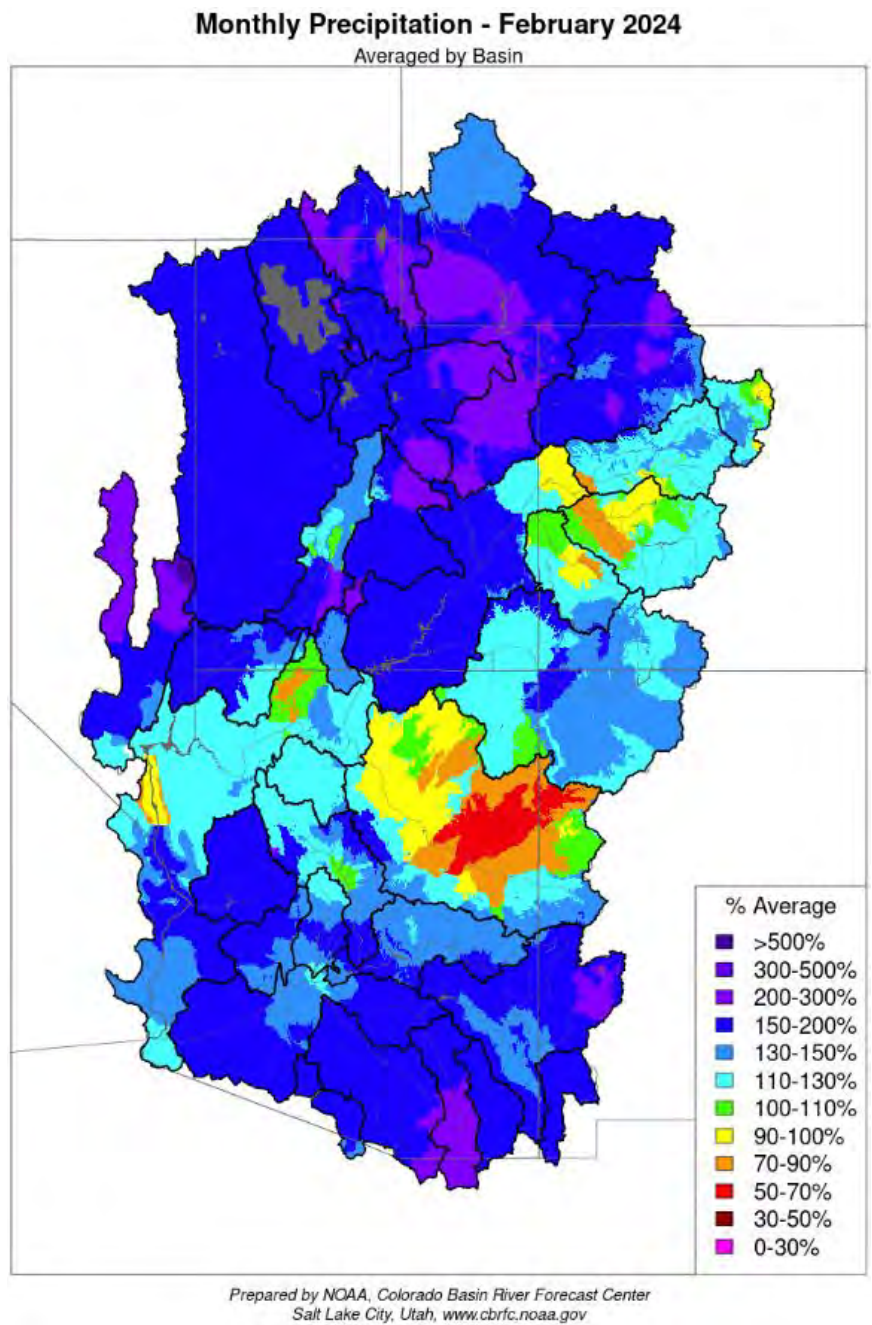 Monthly Precipitation - February 2024
Averaged by Basin
% Average
>500%
300-500%
200-300%
150-200%
130-150%
110-130%
100-110%
90-100%
70-90%
50-70%
30-50%
0-30%
Prepared by NOAA, Colorado Basin River Forecast Center
Salt Lake City, Utah, www.cbrfc.noaa.gov